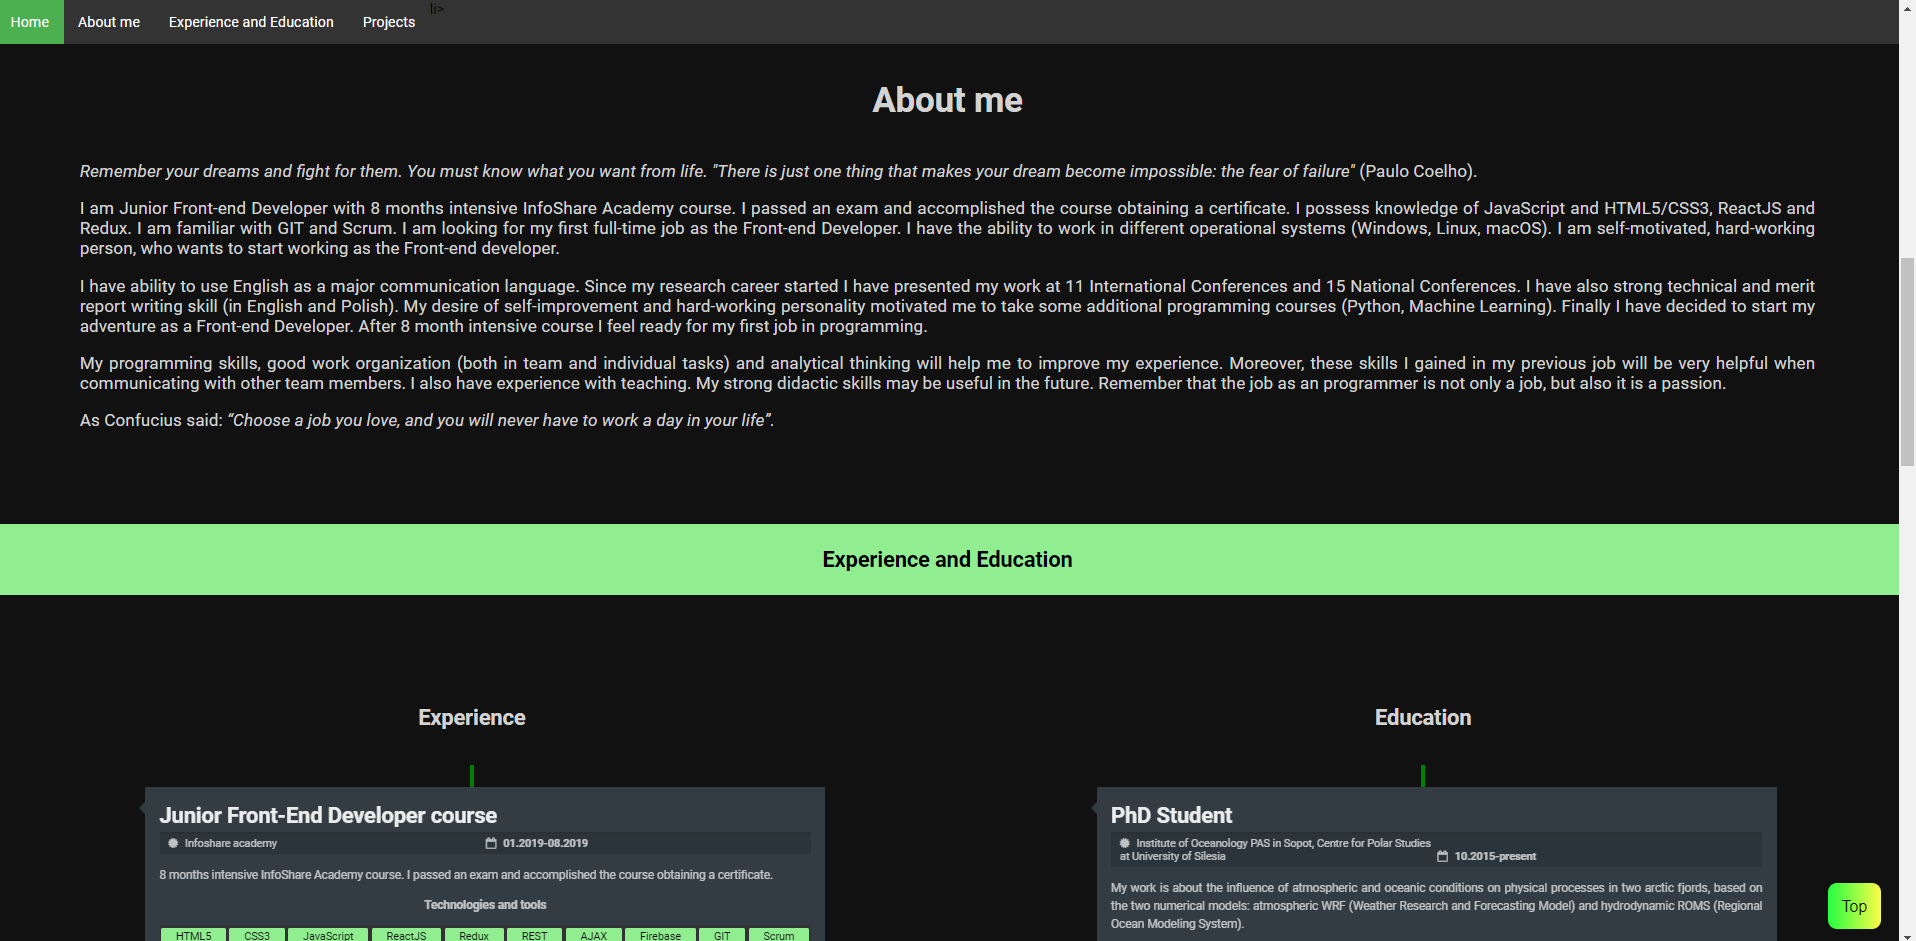 Home About me Experience and Education Projects li>
About me
Remember your dreams and fight for them. You must know what you want from life. "There is just one thing that makes your dream become impossible: the fear of failure" (Paulo Coelho).
I am Junior Front-end Developer with 8 months intensive InfoShare Academy course. I passed an exam and accomplished the course obtaining a certificate. I possess knowledge of JavaScript and HTML5/CSS3, ReactJS and
Redux. I am familiar with GIT and Scrum. I am looking for my first full-time job as the Front-end Developer. I have the ability to work in different operational systems (Windows, Linux, macOS). I am self-motivated, hard-working
person, who wants to start working as the Front-end developer.
I have ability to use English as a major communication language. Since my research career started I have presented my work at 11 International Conferences and 15 National Conferences. I have also strong technical and merit
report writing skill (in English and Polish). My desire of self-improvement and hard-working personality motivated me to take some additional programming courses (Python, Machine Learning). Finally I have decided to start my
adventure as a Front-end Developer. After 8 month intensive course I feel ready for my first job in programming.
My programming skills, good work organization (both in team and individual tasks) and analytical thinking will help me to improve my experience. Moreover, these skills I gained in my previous job will be very helpful when
communicating with other team members. I also have experience with teaching. My strong didactic skills may be useful in the future. Remember that the job as an programmer is not only a job, but also it is a passion.
As Confucius said: “Choose a job you love, and you will never have to work a day in your life”.
Experience and Education
Experience
Junior Front-End Developer course
Infoshare academy 01.2019-08.2019
8 months intensive InfoShare Academy course. I passed an exam and accomplished the course obtaining a certificate.
Technologies and tools
HTML5 CSS3 JavaScript ReactJS Redux REST AJAX Firebase GIT Scrum
Education
PhD Student
Institute of Oceanology PAS in Sopot, Centre for Polar Studies
at University of Silesia 10.2015-present
My work is about the influence of atmospheric and oceanic conditions on physical processes in two arctic fjords, based on
the two numerical models: atmospheric WRF (Weather Research and Forecasting Model) and hydrodynamic ROMS (Regional
Ocean Modeling System).
Top